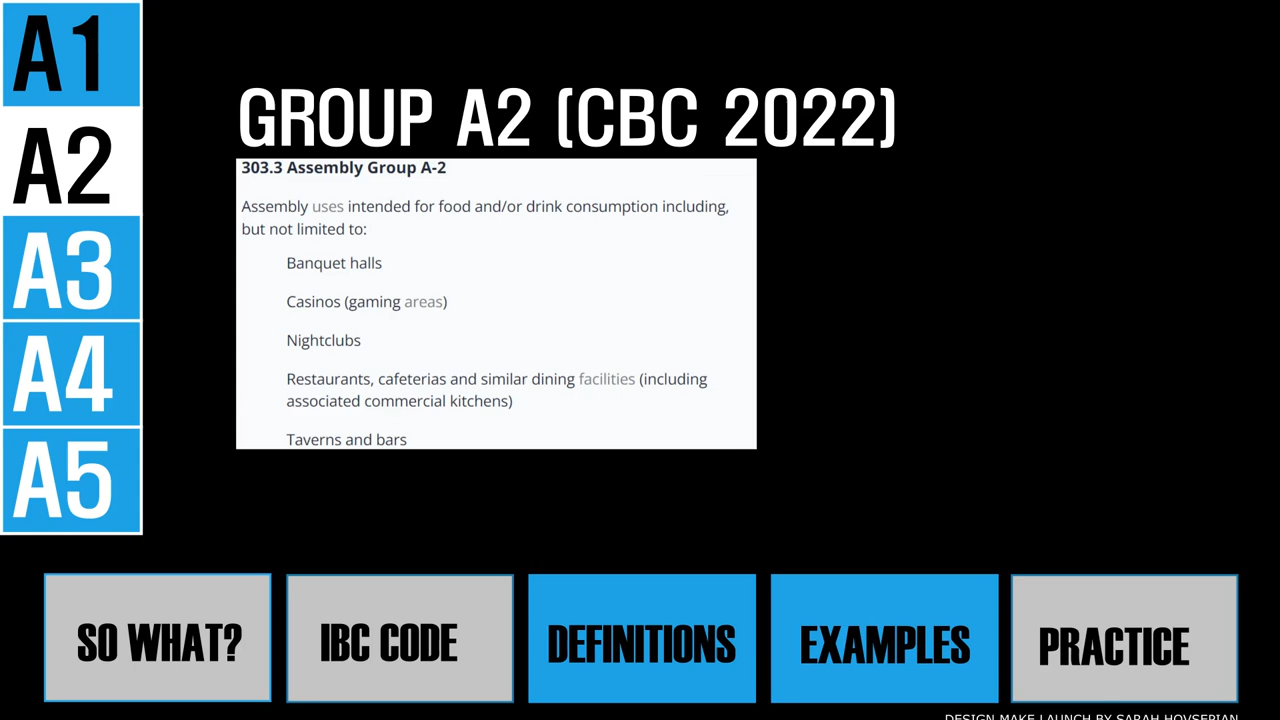 A1
A2
A3
A4
A5
GROUP A2 (CBC 2022)
303.3 Assembly Group A-2
Assembly uses intended for food and/or drink consumption including,
but not limited to:
Banquet halls
Casinos (gaming areas)
Nightclubs
Restaurants, cafeterias and similar dining facilities (including
associated commercial kitchens)
Taverns and bars
SO WHAT?
IBC CODE
DEFINITIONS
EXAMPLES
PRACTICE
DESIGN MAKE LAUNCH BY SARAH HOVSEPIAN